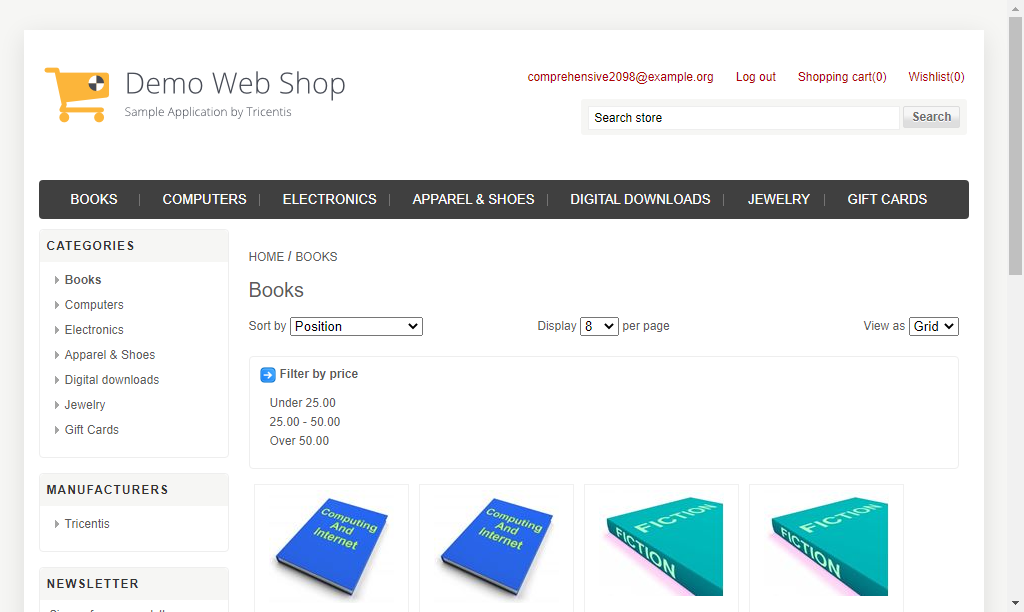 comprehensive2098@example.org Log out Shopping cart(0) Wishlist(0)
Demo Web Shop
Sample Application by Tricentis
Search store Search
BOOKS COMPUTERS ELECTRONICS APPAREL & SHOES DIGITAL DOWNLOADS JEWELRY GIFT CARDS
CATEGORIES
Books
Computers
Electronics
Apparel & Shoes
Digital downloads
Jewelry
Gift Cards
MANUFACTURERS
Tricentis
NEWSLETTER
HOME / BOOKS
Books
Sort by Position Display 8 per page View as Grid
Filter by price
Under 25.00
25.00 - 50.00
Over 50.00
Computing
And
Internet
Computing
And
Internet
FICTION
FICTION
FICTION
FICTION